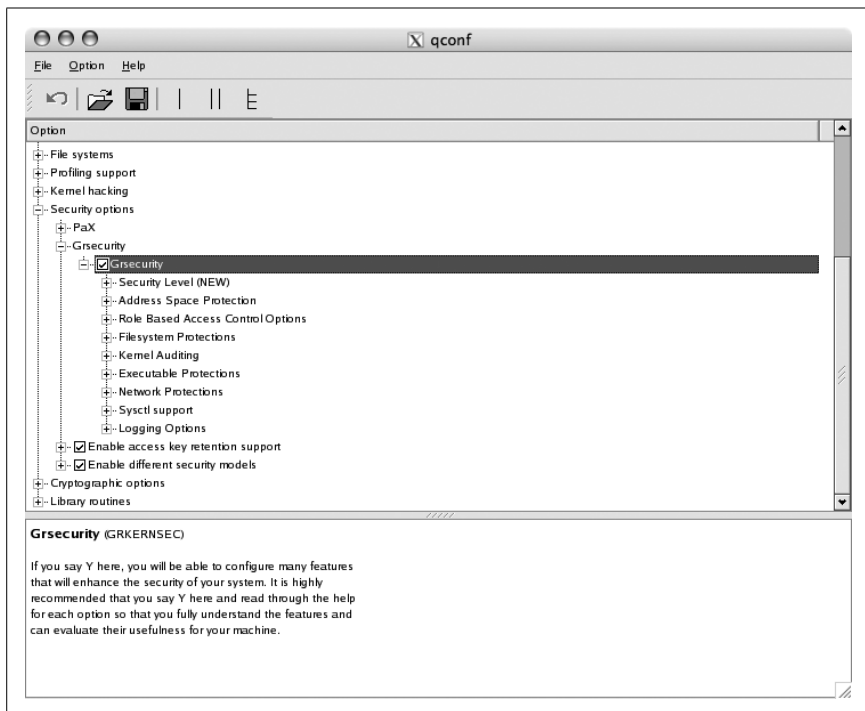 qconf
File Option Help
Option
File systems
Profiling support
Kernel hacking
Security options
PaX
Grsecurity
Grsecurity
Security Level (NEW)
Address Space Protection
Role Based Access Control Options
Filesystem Protections
Kernel Auditing
Executable Protections
Network Protections
Sysctl support
Logging Options
Enable access key retention support
Enable different security models
Cryptographic options
Library routines
Grsecurity (GRKERNSEC)
If you say Y here, you will be able to configure many features
that will enhance the security of your system. It is highly
recommended that you say Y here and read through the help
for each option so that you fully understand the features and
can evaluate their usefulness for your machine.